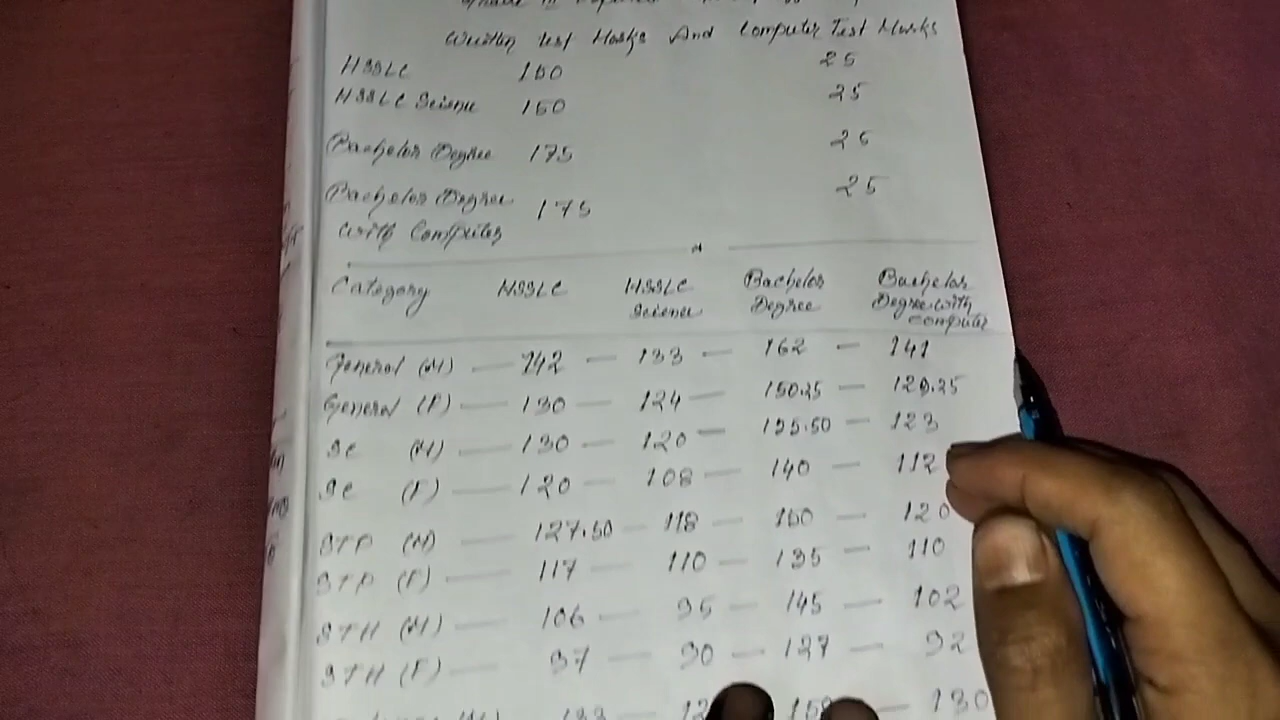 Written test Marks And Computer Test Marks
HSSLC 150 25
HSSLC Science 150 25
Bachelor Degree 175 25
Bachelor Degree with Computer 175 25
Category HSSLC HSSLC Science Bachelor Degree Bachelor Degree with computer
General (M) — 142 — 133 — 162 — 141
General (F) — 130 — 124 — 150.25 — 129.25
SC (M) — 130 — 120 — 155.50 — 123
SC (F) — 120 — 108 — 140 — 112
STP (M) — 127.50 — 118 — 150 — 120
STP (F) — 117 — 110 — 135 — 110
STH (M) — 106 — 95 — 145 — 102
STH (F) — 97 — 90 — 127 — 92
(M) — 133 — — 130